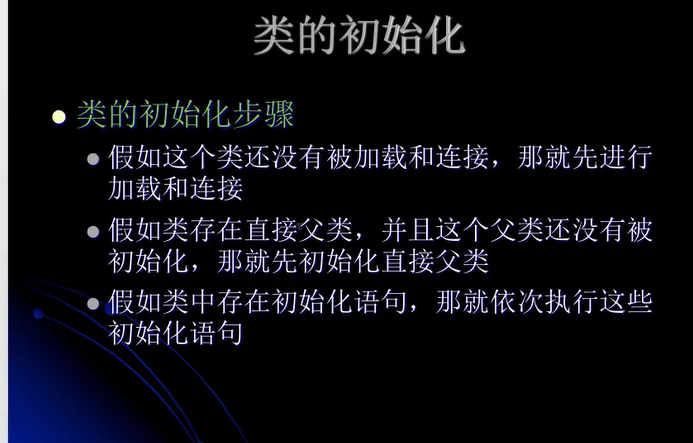 类的初始化
类的初始化步骤
假如这个类还没有被加载和连接，那就先进行
加载和连接
假如类存在直接父类，并且这个父类还没有被
初始化，那就先初始化直接父类
假如类中存在初始化语句，那就依次执行这些
初始化语句